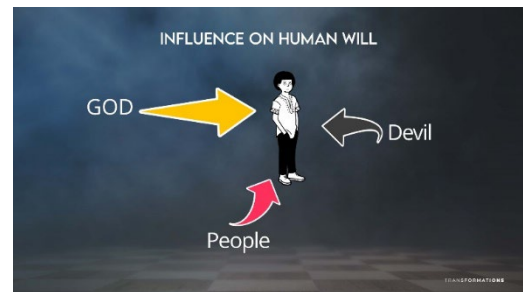 INFLUENCE ON HUMAN WILL
GOD
Devil
People
TRANSFORMATIONS